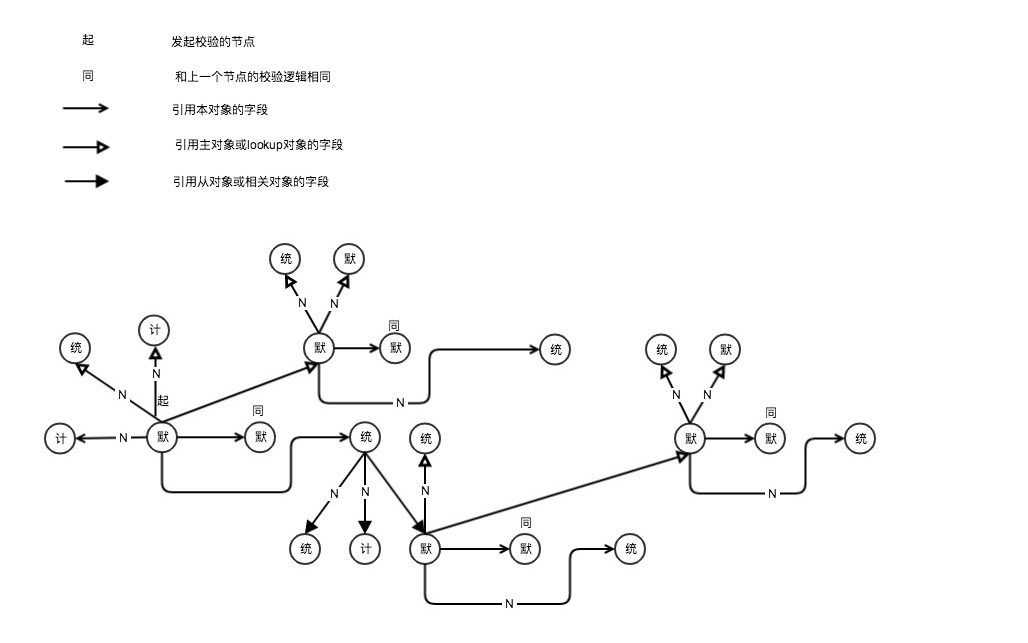 起 发起校验的节点
同 和上一个节点的校验逻辑相同
引用本对象的字段
引用主对象或lookup对象的字段
引用从对象或相关对象的字段
统 默
N N
计 同
统 默 默 统 统 默
N
N 起 N N N
同 同
计 N 默 默 统 统 默 默 统
N N N N
同
统 计 默 默 统
N